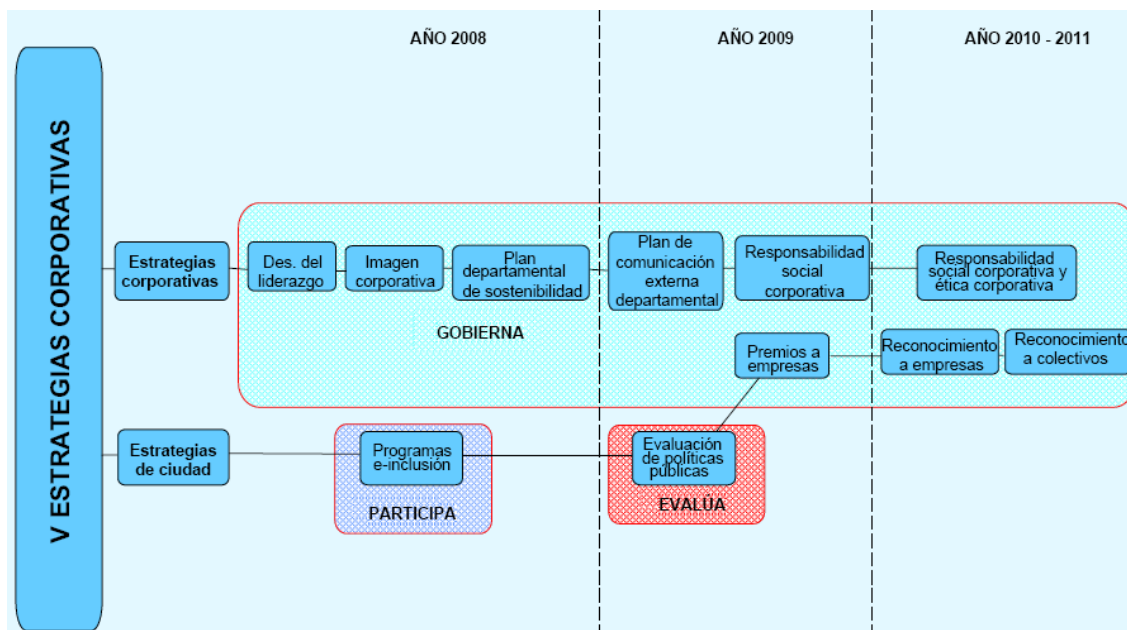 AÑO 2008
AÑO 2009
AÑO 2010 - 2011
V ESTRATEGIAS CORPORATIVAS
Estrategias
corporativas
Des. del
liderazgo
Imagen
corporativa
Plan
departamental
de sostenibilidad
Plan de
comunicación
externa
departamental
Responsabilidad
social
corporativa
Responsabilidad
social corporativa y
ética corporativa
GOBIERNA
Premios a
empresas
Reconocimiento
a empresas
Reconocimiento
a colectivos
Estrategias
de ciudad
Programas
e-inclusión
PARTICIPA
Evaluación
de políticas
públicas
EVALÚA